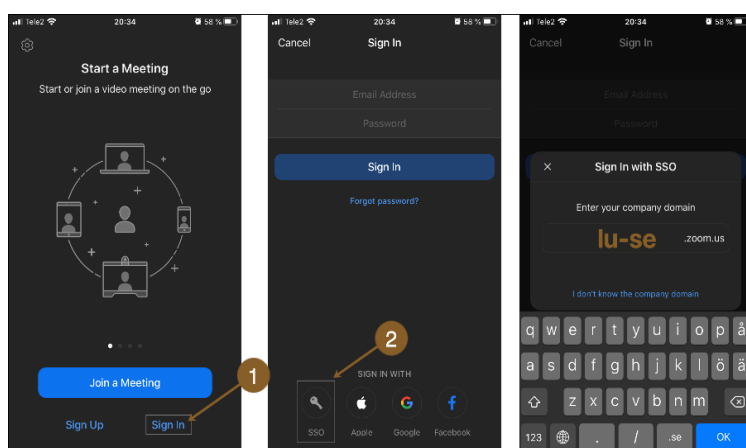 Tele2
20:34
58 %
Start a Meeting
Start or join a video meeting on the go
Join a Meeting
Sign Up
Sign In
1
Tele2
20:34
58 %
Cancel
Sign In
Email Address
Password
Sign In
Forgot password?
2
SIGN IN WITH
SSO
Apple
Google
Facebook
Tele2
20:34
58 %
Cancel
Sign In
Email Address
Password
Sign In with SSO
Enter your company domain
lu-se .zoom.us
I don't know the company domain
q w e r t y u i o p å
a s d f g h j k l ö ä
z x c v b n m
123 . / .se OK